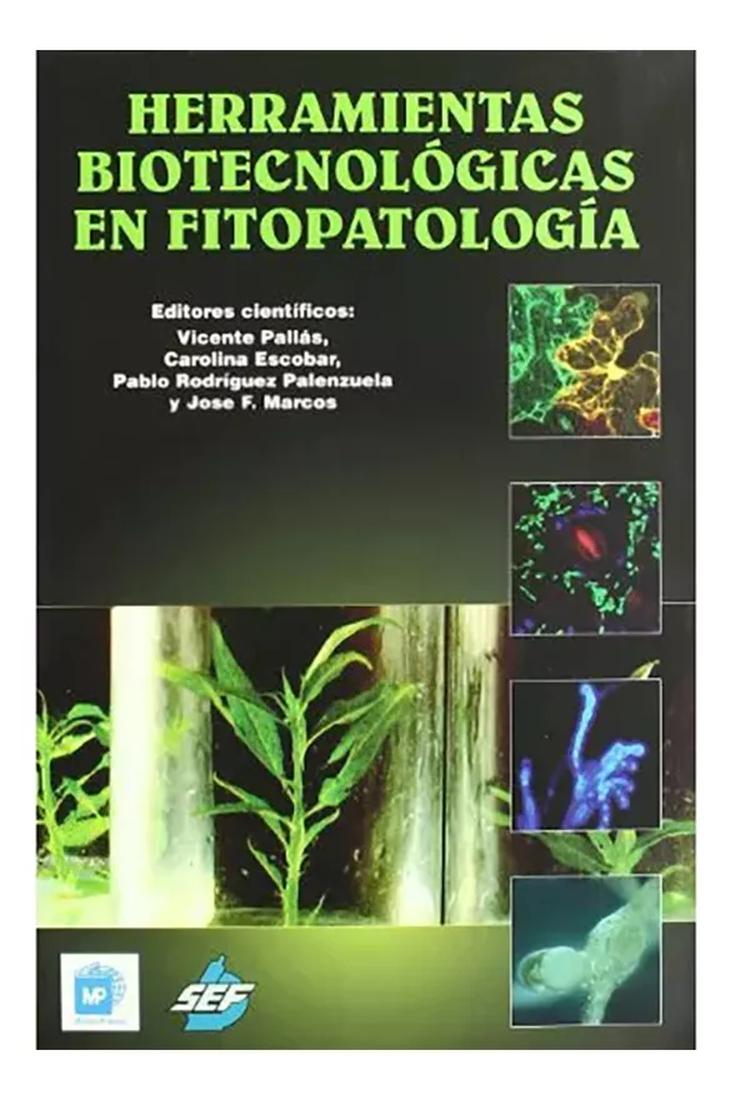 HERRAMIENTAS
BIOTECNOLÓGICAS
EN FITOPATOLOGÍA
Editores científicos:
Vicente Pallás,
Carolina Escobar,
Pablo Rodríguez Palenzuela
y Jose F. Marcos
MP
SEF